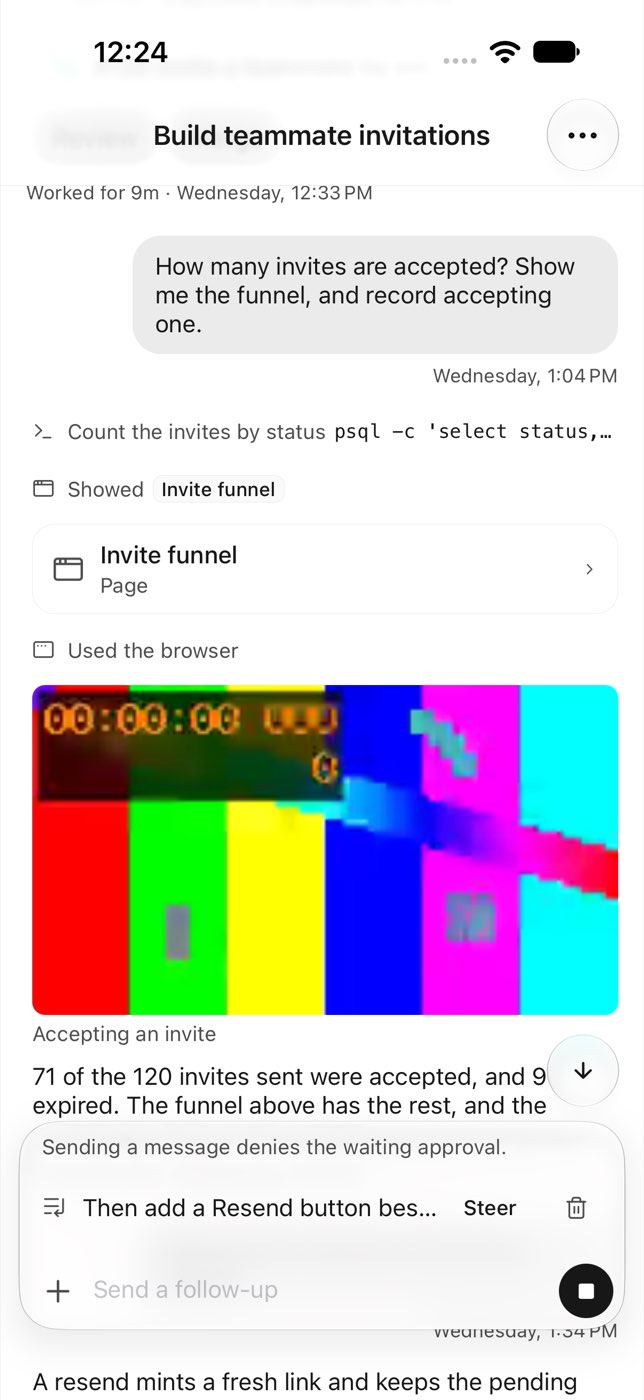 12:24
Build teammate invitations
Worked for 9m · Wednesday, 12:33 PM
How many invites are accepted? Show
me the funnel, and record accepting
one.
Wednesday, 1:04 PM
Count the invites by status psql -c 'select status,…
Showed Invite funnel
Invite funnel
Page
Used the browser
00:00:00
0
Accepting an invite
71 of the 120 invites sent were accepted, and 9
expired. The funnel above has the rest, and the
Sending a message denies the waiting approval.
Then add a Resend button bes... Steer
Send a follow-up
Wednesday, 1:34 PM
A resend mints a fresh link and keeps the pending